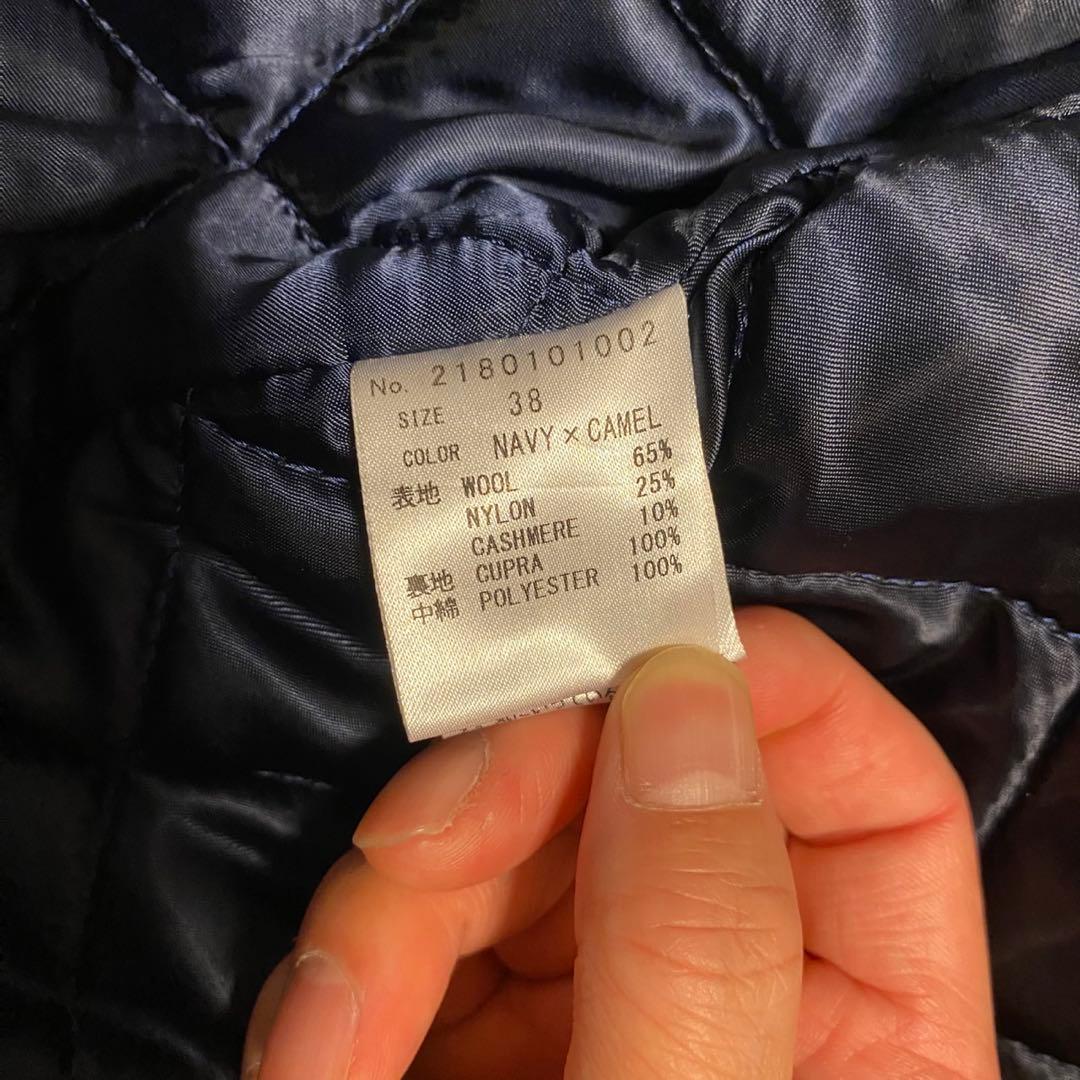 No. 2180101002
SIZE 38
COLOR NAVY×CAMEL
表地 WOOL 65%
NYLON 25%
CASHMERE 10%
裏地 CUPRA 100%
中綿 POLYESTER 100%